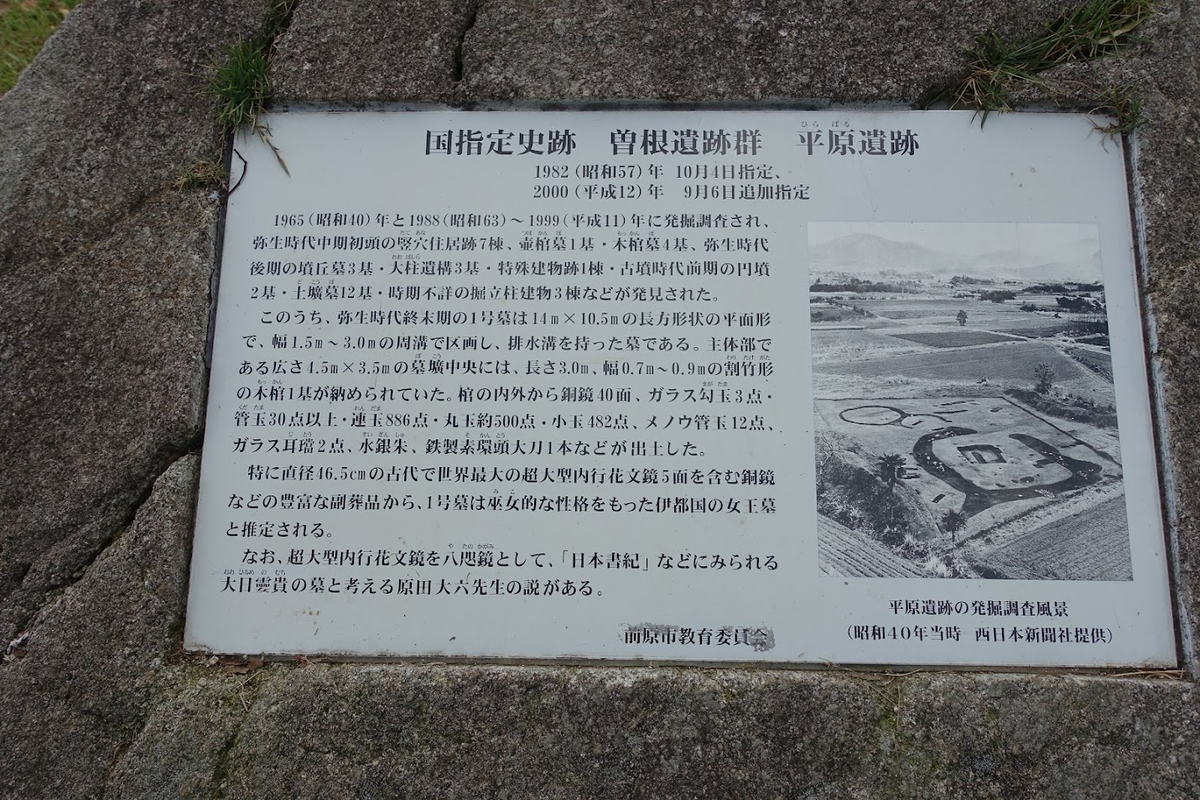 国指定史跡　曽根遺跡群　平原遺跡
1982（昭和57）年 10月4日指定、
2000（平成12）年　9月6日追加指定
1965（昭和40）年と1988（昭和63）～1999（平成11）年に発掘調査され、
弥生時代中期初頭の竪穴住居跡7棟、壺棺墓1基・木棺墓4基、弥生時代
後期の墳丘墓3基・大柱遺構3基・特殊建物跡1棟・古墳時代前期の円墳
2基・土壙墓12基・時期不詳の掘立柱建物3棟などが発見された。
このうち、弥生時代終末期の1号墓は14m×10.5mの長方形状の平面形
で、幅1.5m～3.0mの周溝で区画し、排水溝を持った墓である。主体部で
ある広さ4.5m×3.5mの墓壙中央には、長さ3.0m、幅0.7m～0.9mの割竹形
の木棺1基が納められていた。棺の内外から銅鏡40面、ガラス勾玉3点・
管玉30点以上・連玉886点・丸玉約500点・小玉482点、メノウ管玉12点、
ガラス耳璫2点、水銀朱、鉄製素環頭大刀1本などが出土した。
特に直径46.5cmの古代で世界最大の超大型内行花文鏡5面を含む銅鏡
などの豊富な副葬品から、1号墓は巫女的な性格をもった伊都国の女王墓
と推定される。
なお、超大型内行花文鏡を八咫鏡として、「日本書紀」などにみられる
大日孁貴の墓と考える原田大六先生の説がある。
前原市教育委員会
平原遺跡の発掘調査風景
（昭和40年当時　西日本新聞社提供）